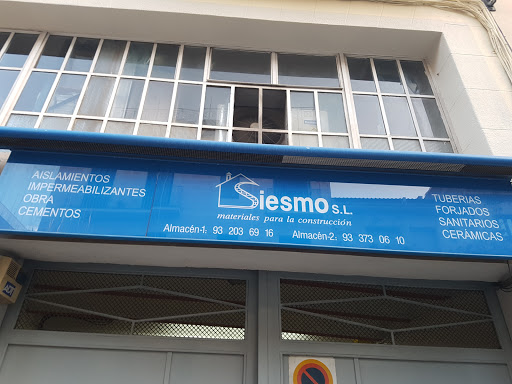 AISLAMIENTOS
IMPERMEABILIZANTES
OBRA
CEMENTOS
Siesmo S.L.
materiales para la construcción
Almacén-1: 93 203 69 16 Almacén-2: 93 373 06 10
TUBERIAS
FORJADOS
SANITARIOS
CERÁMICAS